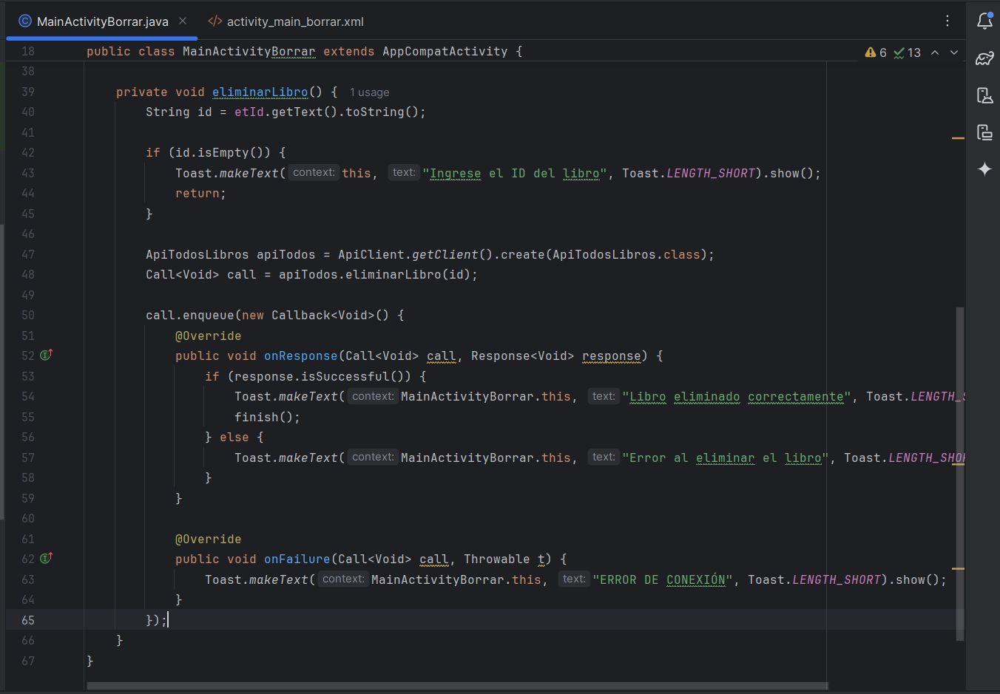 MainActivityBorrar.java activity_main_borrar.xml
18 public class MainActivityBorrar extends AppCompatActivity { 6 13
38
39 private void eliminarLibro() { 1 usage
40 String id = etId.getText().toString();
41
42 if (id.isEmpty()) {
43 Toast.makeText( context: this, text: "Ingrese el ID del libro", Toast.LENGTH_SHORT).show();
44 return;
45 }
46
47 ApiTodosLibros apiTodos = ApiClient.getClient().create(ApiTodosLibros.class);
48 Call<Void> call = apiTodos.eliminarLibro(id);
49
50 call.enqueue(new Callback<Void>() {
51 @Override
52 public void onResponse(Call<Void> call, Response<Void> response) {
53 if (response.isSuccessful()) {
54 Toast.makeText( context: MainActivityBorrar.this, text: "Libro eliminado correctamente", Toast.LENGTH_S
55 finish();
56 } else {
57 Toast.makeText( context: MainActivityBorrar.this, text: "Error al eliminar el libro", Toast.LENGTH_SHO
58 }
59 }
60
61 @Override
62 public void onFailure(Call<Void> call, Throwable t) {
63 Toast.makeText( context: MainActivityBorrar.this, text: "ERROR DE CONEXIÓN", Toast.LENGTH_SHORT).show();
64 }
65 });
66 }
67 }